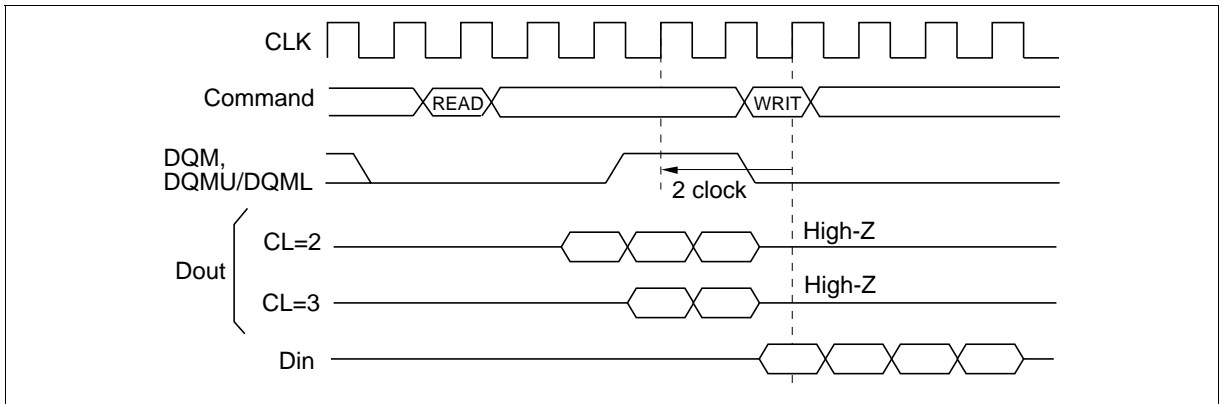 CLK
Command
READ
WRIT
DQM,
DQMU/DQML
2 clock
CL=2
High-Z
Dout
CL=3
High-Z
Din